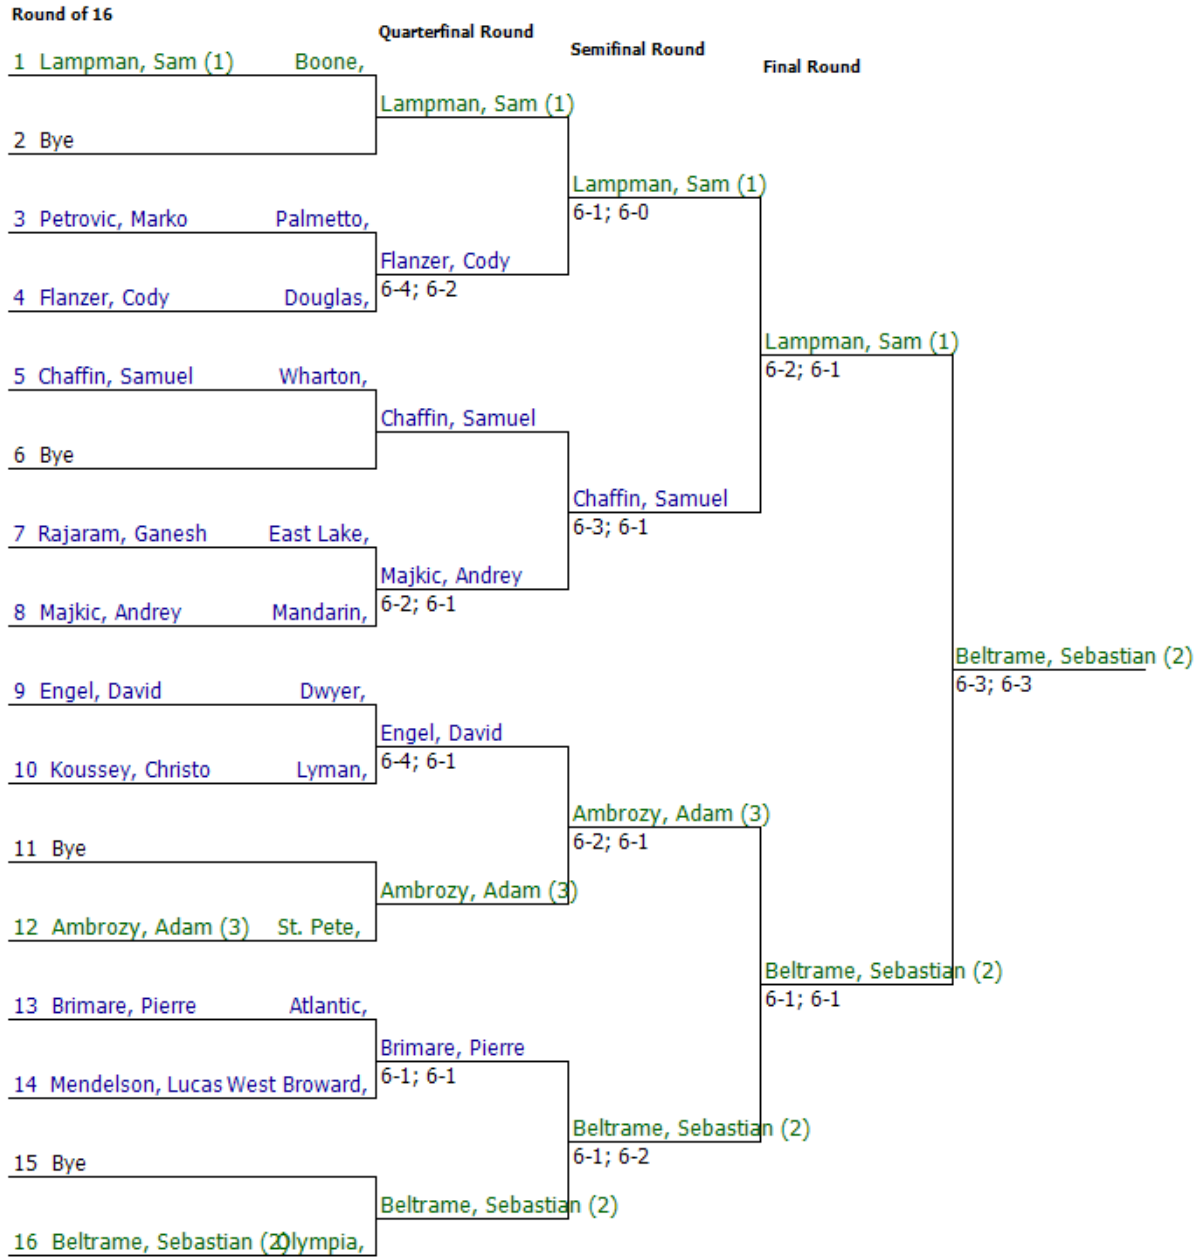 Round of 16
Quarterfinal Round
Semifinal Round
Final Round
1 Lampman, Sam (1) Boone,
Lampman, Sam (1)
2 Bye
Lampman, Sam (1)
6-1; 6-0
3 Petrovic, Marko Palmetto,
Flanzer, Cody
6-4; 6-2
4 Flanzer, Cody Douglas,
Lampman, Sam (1)
6-2; 6-1
5 Chaffin, Samuel Wharton,
Chaffin, Samuel
6 Bye
Chaffin, Samuel
6-3; 6-1
7 Rajaram, Ganesh East Lake,
Majkic, Andrey
6-2; 6-1
8 Majkic, Andrey Mandarin,
Beltrame, Sebastian (2)
6-3; 6-3
9 Engel, David Dwyer,
Engel, David
6-4; 6-1
10 Koussey, Christo Lyman,
Ambrozy, Adam (3)
6-2; 6-1
11 Bye
Ambrozy, Adam (3)
12 Ambrozy, Adam (3) St. Pete,
Beltrame, Sebastian (2)
6-1; 6-1
13 Brimare, Pierre Atlantic,
Brimare, Pierre
6-1; 6-1
14 Mendelson, Lucas West Broward,
Beltrame, Sebastian (2)
6-1; 6-2
15 Bye
Beltrame, Sebastian (2)
16 Beltrame, Sebastian (2) Olympia,